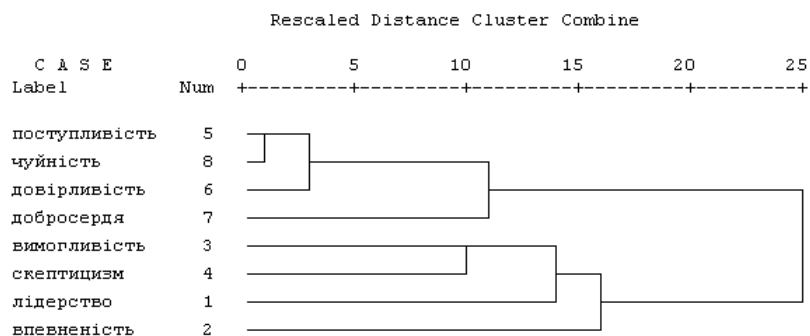 Rescaled Distance Cluster Combine
C A S E 0 5 10 15 20 25
Label Num +---------+---------+---------+---------+---------+
поступливість 5
чуйність 8
довірливість 6
добросердя 7
вимогливість 3
скептицизм 4
лідерство 1
впевненість 2